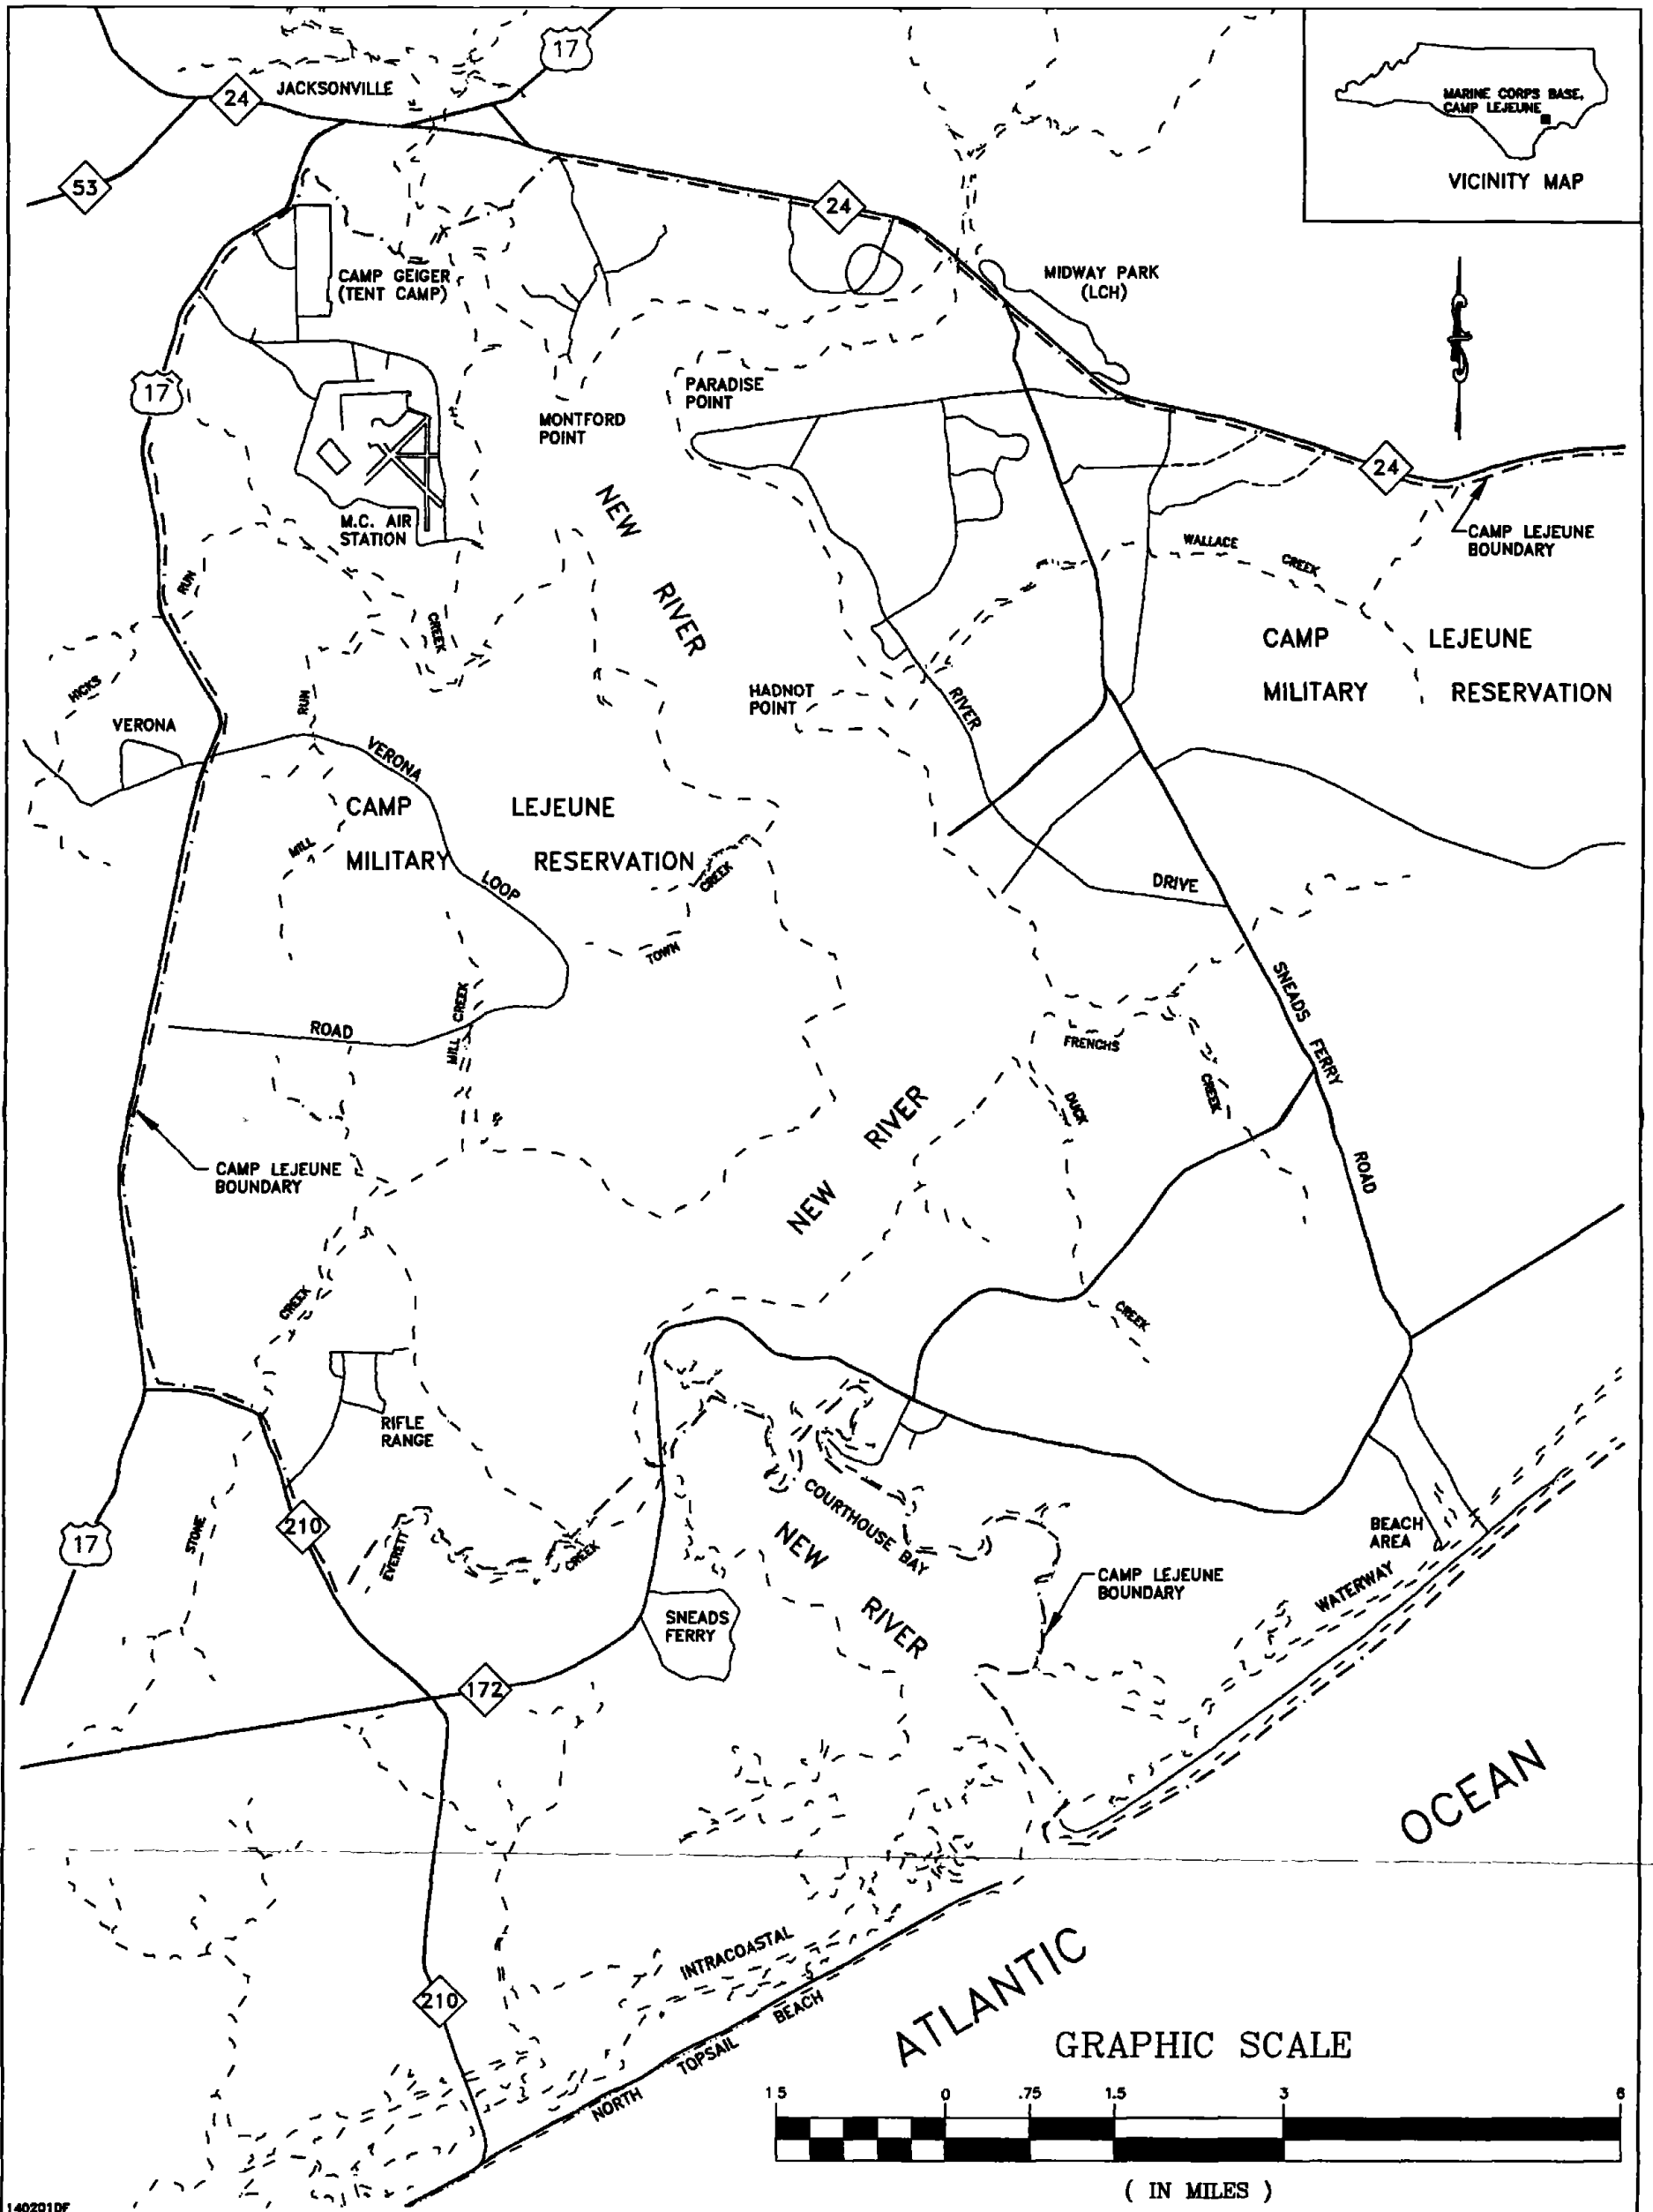 17
JACKSONVILLE
24
53
MARINE CORPS BASE,
CAMP LEJEUNE
VICINITY MAP
24
CAMP GEIGER
(TENT CAMP)
MIDWAY PARK
(LCH)
17
PARADISE
POINT
MONTFORD
POINT
24
NEW
RIVER
M.C. AIR
STATION
CAMP LEJEUNE
BOUNDARY
WALLACE
CREEK
RUN
CREEK
CAMP LEJEUNE
MILITARY RESERVATION
HICKS
RUN
HADNOT
POINT
RIVER
VERONA
VERONA
CAMP LEJEUNE
MILITARY RESERVATION
MILL
LOOP
CREEK
TOWN
DRIVE
SNEADS
FERRY
ROAD
CREEK
MILL
ROAD
FRENCHS
CREEK
DUCK
RIVER
NEW
CAMP LEJEUNE
BOUNDARY
CREEK
CREEK
RIFLE
RANGE
210
17
STONE
EVERETT
CREEK
COURTHOUSE BAY
NEW
RIVER
BEACH
AREA
WATERWAY
CAMP LEJEUNE
BOUNDARY
SNEADS
FERRY
172
OCEAN
INTRACOASTAL
210
NORTH TOPSAIL BEACH
ATLANTIC
GRAPHIC SCALE
1 5 0 .75 1.5 3 6
( IN MILES )
140201DF